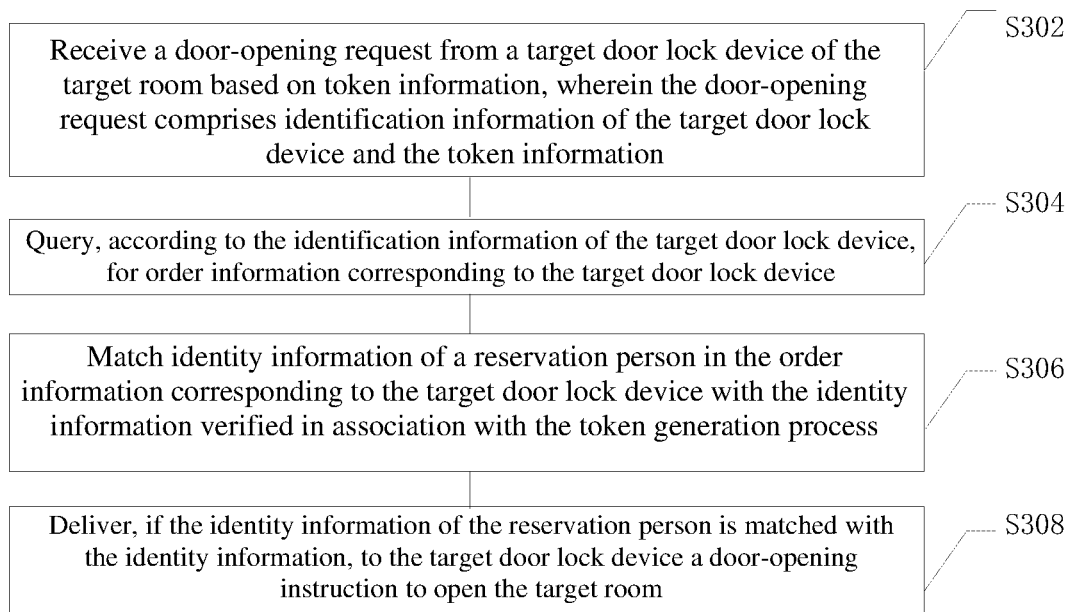 S302
Receive a door-opening request from a target door lock device of the
target room based on token information, wherein the door-opening
request comprises identification information of the target door lock
device and the token information
S304
Query, according to the identification information of the target door lock device,
for order information corresponding to the target door lock device
S306
Match identity information of a reservation person in the order
information corresponding to the target door lock device with the identity
information verified in association with the token generation process
S308
Deliver, if the identity information of the reservation person is matched with
the identity information, to the target door lock device a door-opening
instruction to open the target room